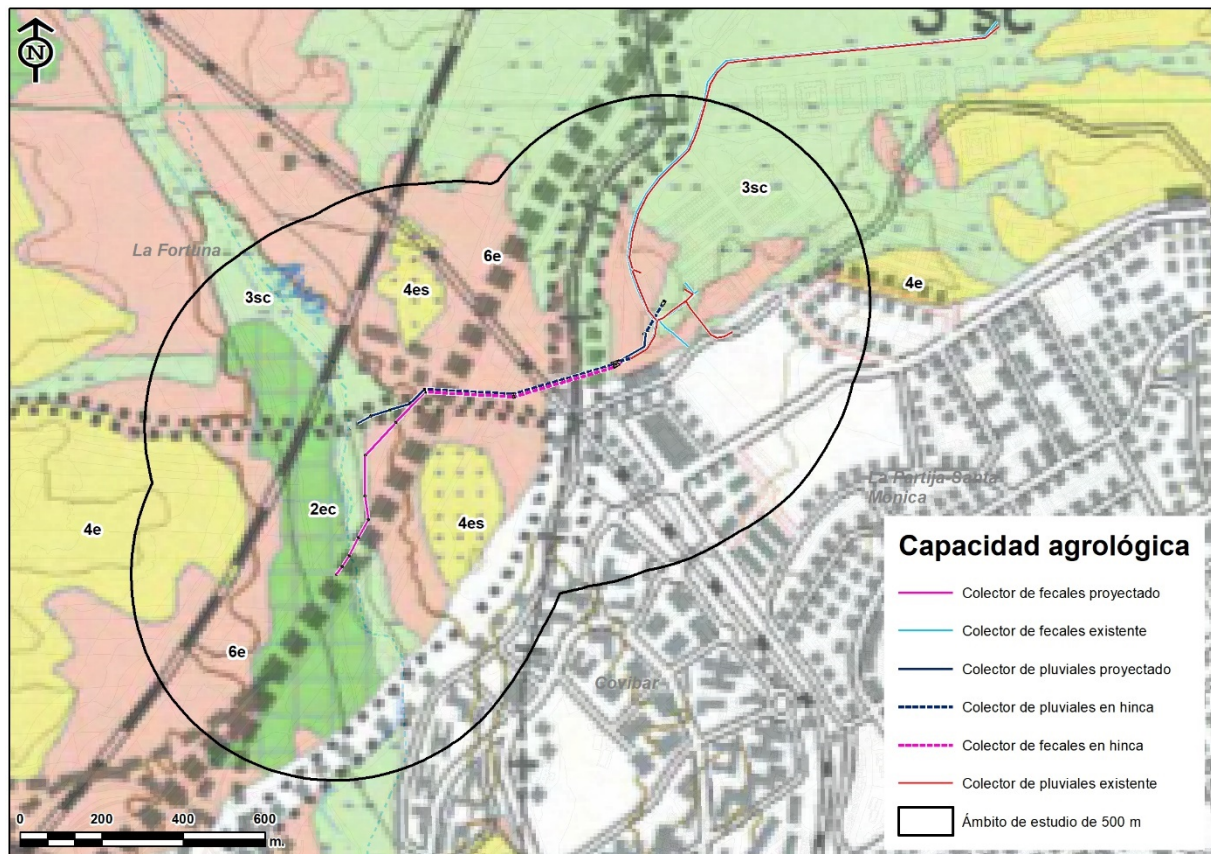 N
3 sc
3sc
La Fortuna
6e
4es
3sc
4e
La Partija-Santa
Mónica
4e
2ec
4es
6e
Covibar
Capacidad agrológica
Colector de fecales proyectado
Colector de fecales existente
Colector de pluviales proyectado
Colector de pluviales en hinca
Colector de fecales en hinca
Colector de pluviales existente
Ámbito de estudio de 500 m
0 200 400 600
m.